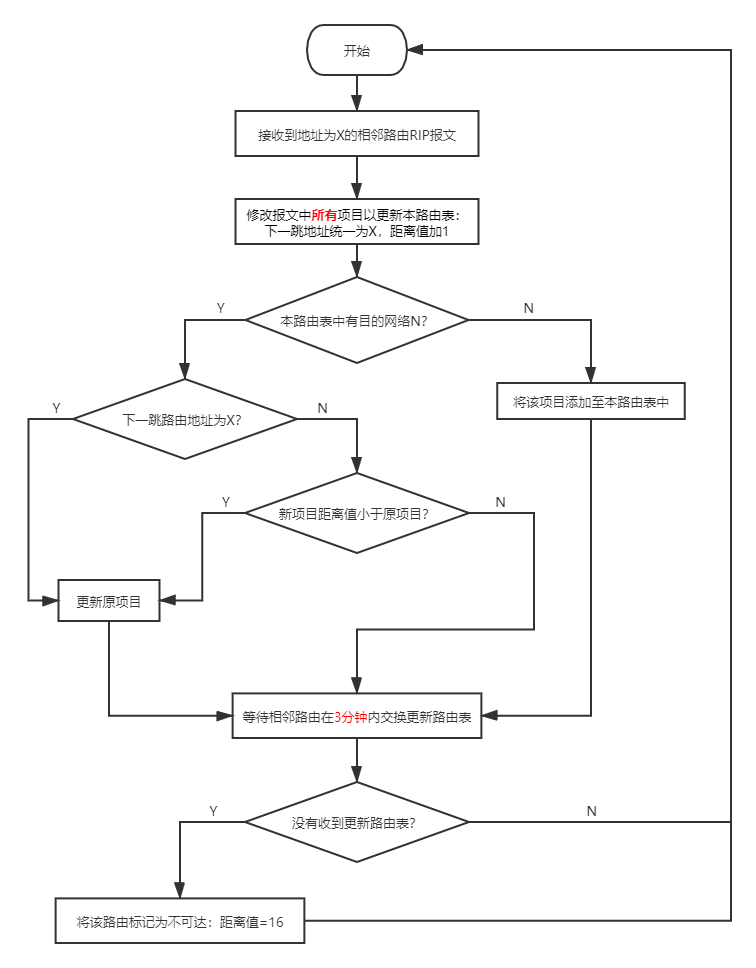 开始
接收到地址为X的相邻路由RIP报文
修改报文中所有项目以更新本路由表：
下一跳地址统一为X，距离值加1
本路由表中有目的网络N？
Y
N
将该项目添加至本路由表中
下一跳路由地址为X？
Y
N
新项目距离值小于原项目？
Y
N
更新原项目
等待相邻路由在3分钟内交换更新路由表
没有收到更新路由表？
Y
N
将该路由标记为不可达：距离值=16